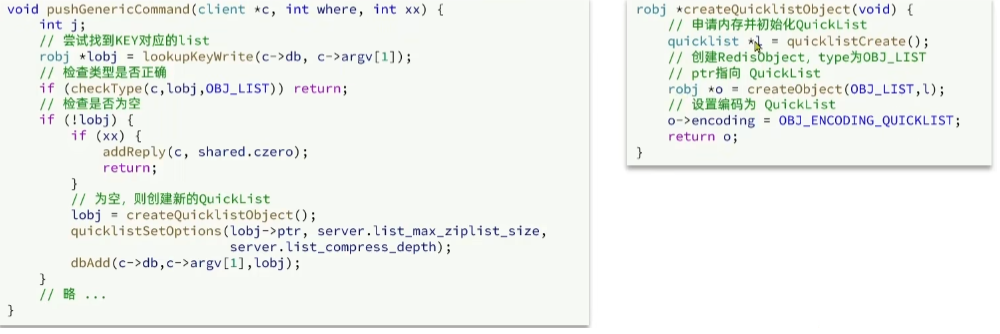 void pushGenericCommand(client *c, int where, int xx) {
    int j;
    // 尝试找到KEY对应的list
    robj *lobj = lookupKeyWrite(c->db, c->argv[1]);
    // 检查类型是否正确
    if (checkType(c,lobj,OBJ_LIST)) return;
    // 检查是否为空
    if (!lobj) {
        if (xx) {
            addReply(c, shared.czero);
            return;
        }
        // 为空，则创建新的QuickList
        lobj = createQuicklistObject();
        quicklistSetOptions(lobj->ptr, server.list_max_ziplist_size,
                            server.list_compress_depth);
        dbAdd(c->db,c->argv[1],lobj);
    }
    // 略 ...
}
robj *createQuicklistObject(void) {
    // 申请内存并初始化QuickList
    quicklist *l = quicklistCreate();
    // 创建RedisObject，type为OBJ_LIST
    // ptr指向 QuickList
    robj *o = createObject(OBJ_LIST,l);
    // 设置编码为 QuickList
    o->encoding = OBJ_ENCODING_QUICKLIST;
    return o;
}